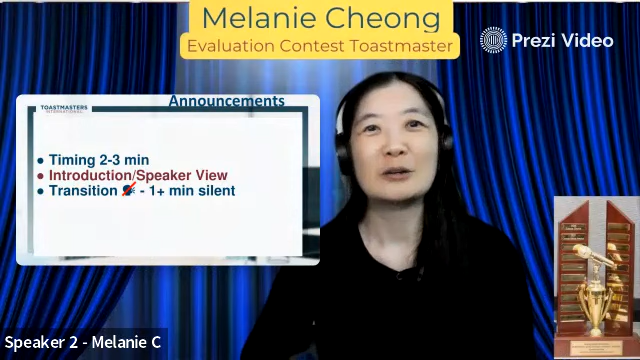 Melanie Cheong
Evaluation Contest Toastmaster
Prezi Video
Announcements
TOASTMASTERS
INTERNATIONAL
● Timing 2-3 min
● Introduction/Speaker View
● Transition - 1+ min silent
Speaker 2 - Melanie C